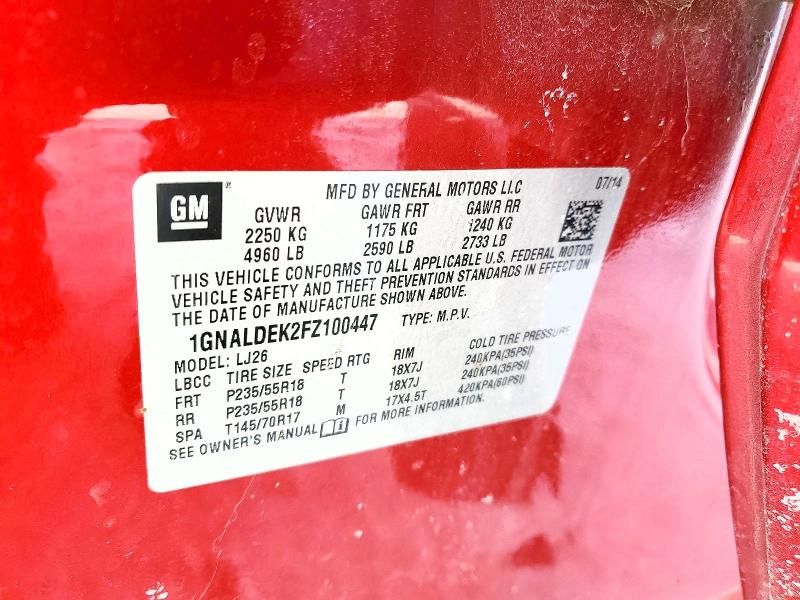 GM
MFD BY GENERAL MOTORS LLC 07/14
GVWR GAWR FRT GAWR RR
2250 KG 1175 KG 1240 KG
4960 LB 2590 LB 2733 LB
THIS VEHICLE CONFORMS TO ALL APPLICABLE U.S. FEDERAL MOTOR
VEHICLE SAFETY AND THEFT PREVENTION STANDARDS IN EFFECT ON
THE DATE OF MANUFACTURE SHOWN ABOVE.
1GNALDEK2FZ100447 TYPE: M.P.V.
MODEL: LJ26
LBCC TIRE SIZE SPEED RTG RIM COLD TIRE PRESSURE
FRT P235/55R18 T 18X7J 240KPA(35PSI)
RR P235/55R18 T 18X7J 240KPA(35PSI)
SPA T145/70R17 M 17X4.5T 420KPA(60PSI)
SEE OWNER'S MANUAL FOR MORE INFORMATION.